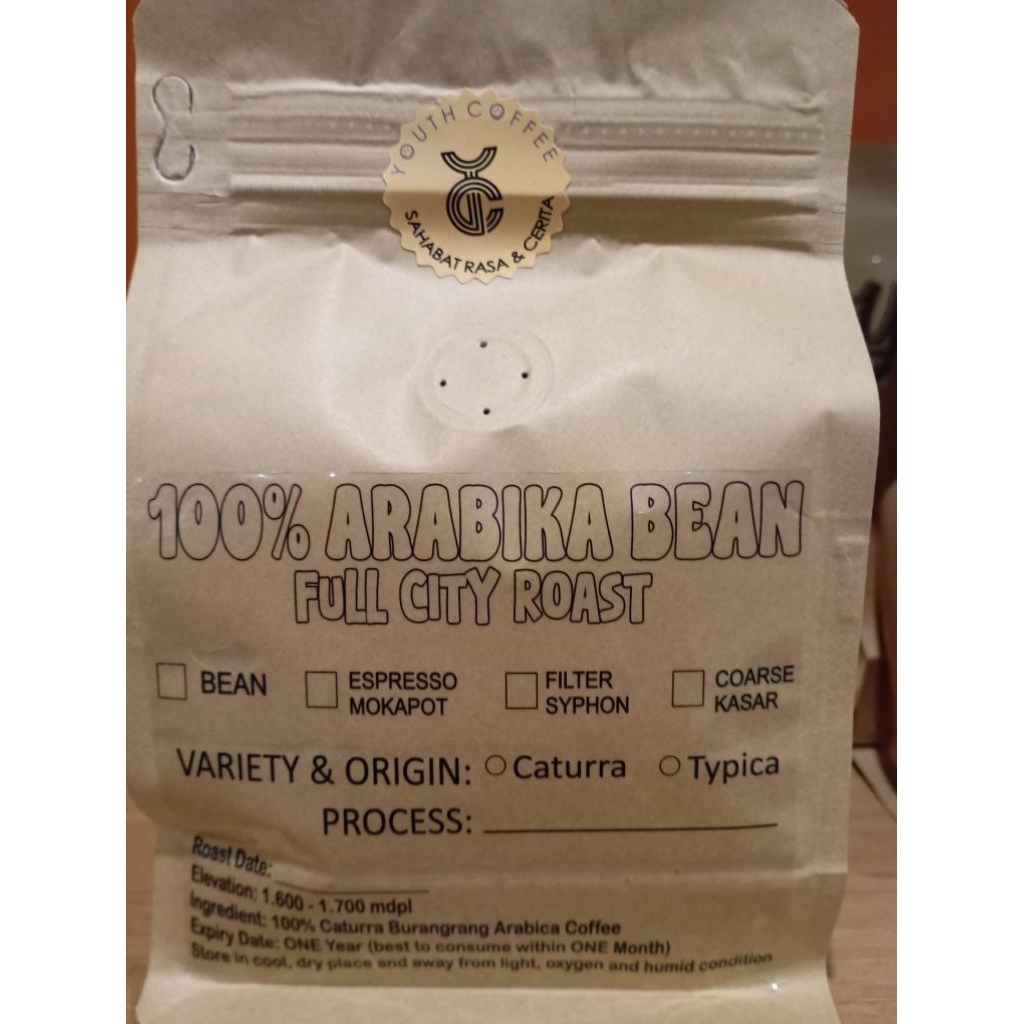 YOUTH COFFEE
SAHABAT RASA & CERITA
100% ARABIKA BEAN
FULL CITY ROAST
BEAN
ESPRESSO
MOKAPOT
FILTER
SYPHON
COARSE
KASAR
VARIETY & ORIGIN: Caturra Typica
PROCESS:
Roast Date:
Elevation: 1.600 - 1.700 mdpl
Ingredient: 100% Caturra Burangrang Arabica Coffee
Expiry Date: ONE Year (best to consume within ONE Month)
Store in cool, dry place and away from light, oxygen and humid condition